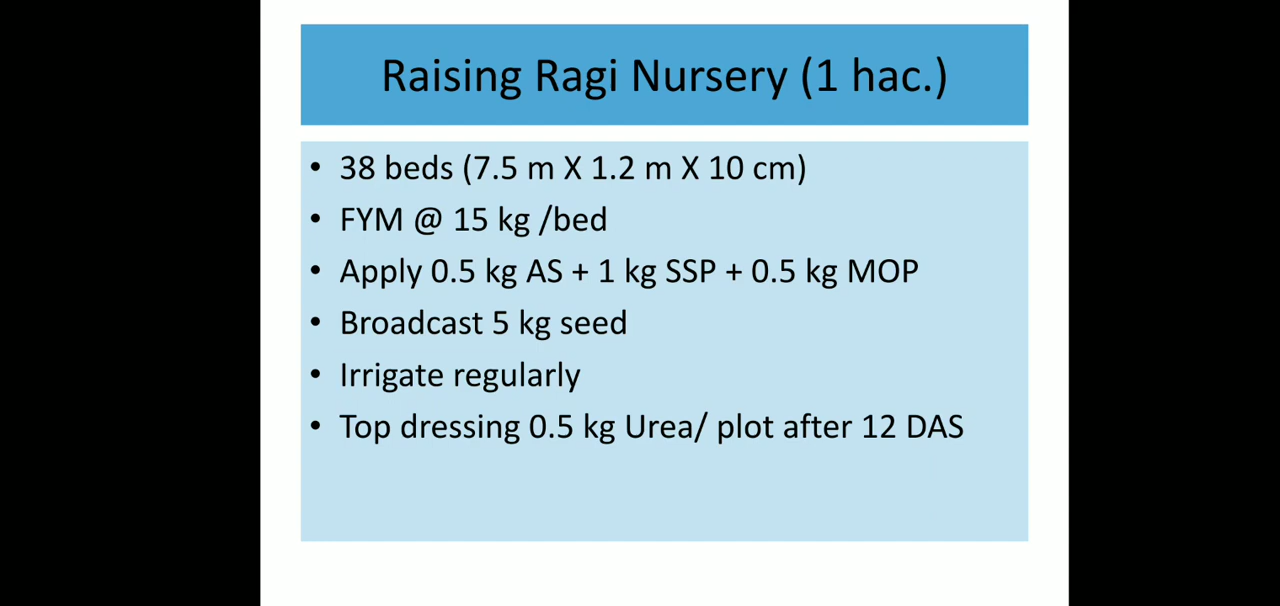 Raising Ragi Nursery (1 hac.)
• 38 beds (7.5 m X 1.2 m X 10 cm)
• FYM @ 15 kg /bed
• Apply 0.5 kg AS + 1 kg SSP + 0.5 kg MOP
• Broadcast 5 kg seed
• Irrigate regularly
• Top dressing 0.5 kg Urea/ plot after 12 DAS